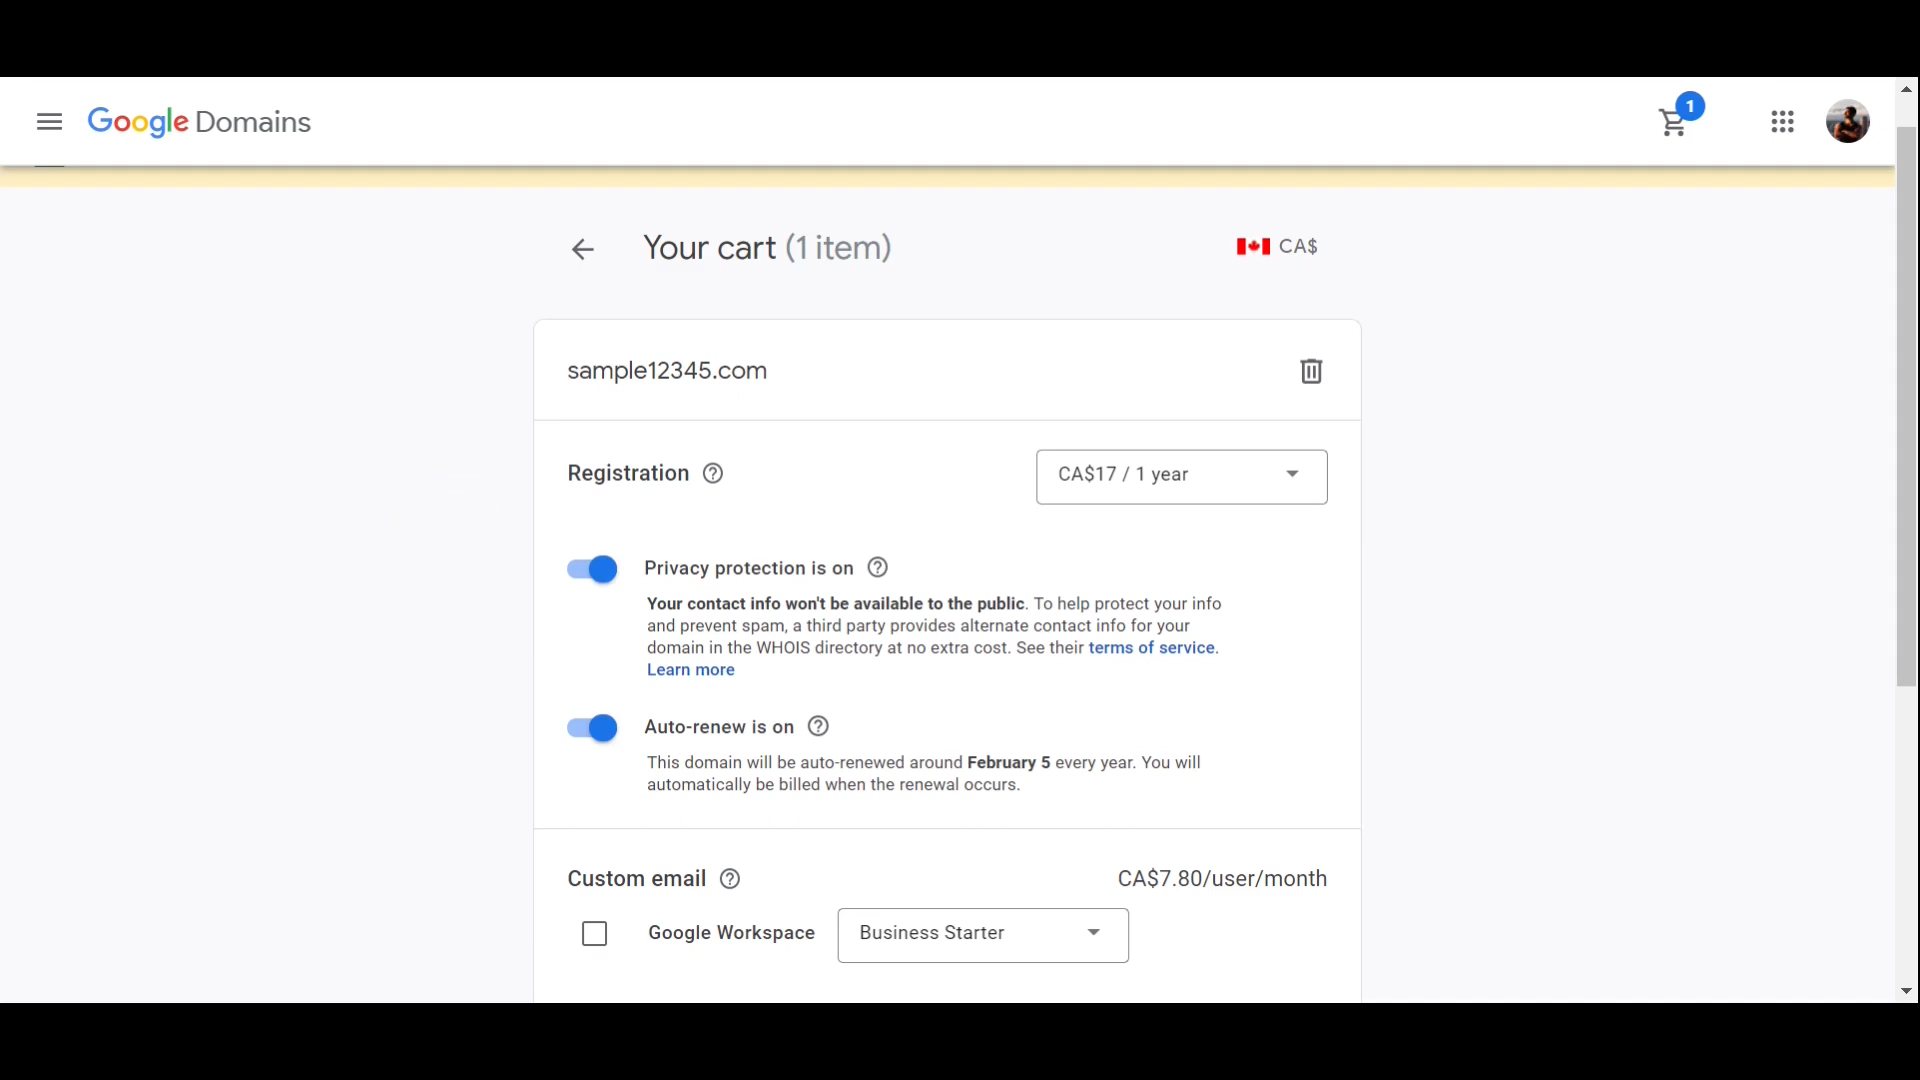 Google Domains
1
Your cart (1 item)
CA$
sample12345.com
Registration
CA$17 / 1 year
Privacy protection is on
Your contact info won't be available to the public. To help protect your info
and prevent spam, a third party provides alternate contact info for your
domain in the WHOIS directory at no extra cost. See their terms of service.
Learn more
Auto-renew is on
This domain will be auto-renewed around February 5 every year. You will
automatically be billed when the renewal occurs.
Custom email
CA$7.80/user/month
Google Workspace
Business Starter